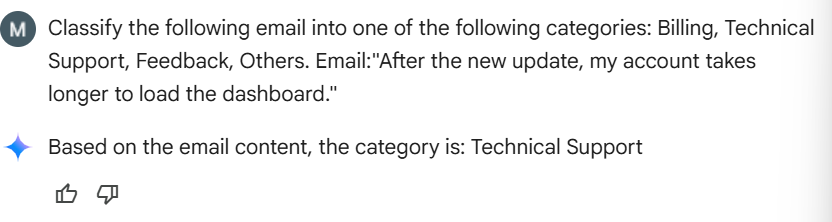 M
Classify the following email into one of the following categories: Billing, Technical
Support, Feedback, Others. Email:"After the new update, my account takes
longer to load the dashboard."
Based on the email content, the category is: Technical Support